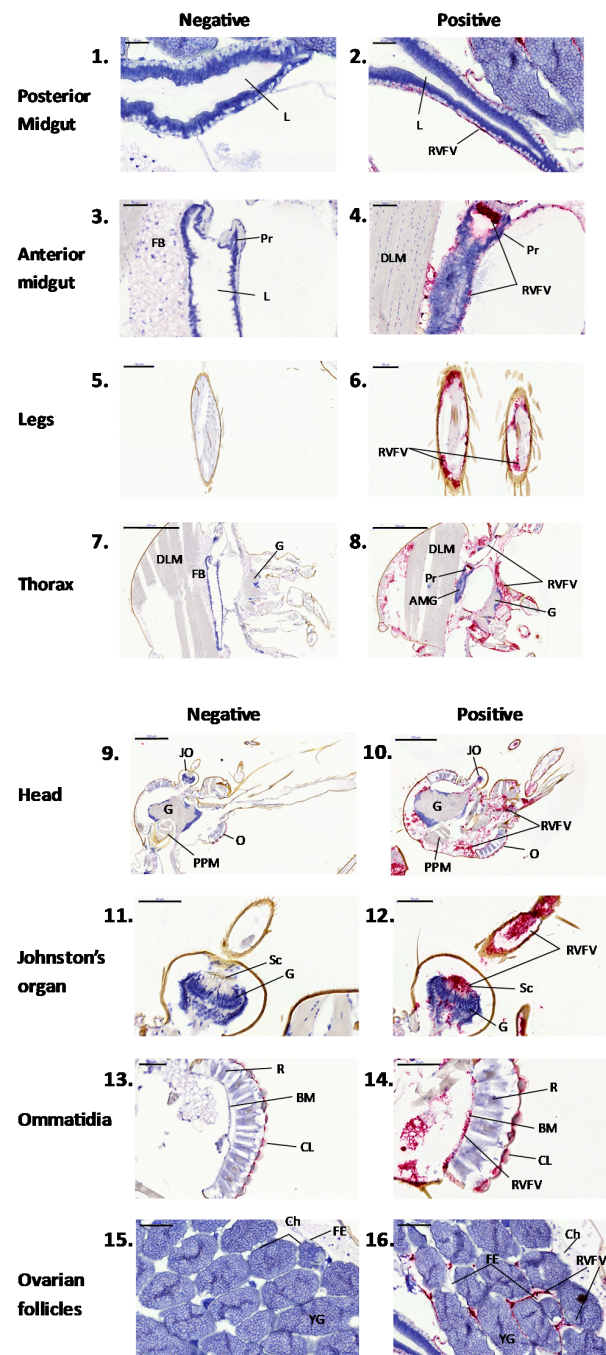 Negative Positive
1. 2.
Posterior
Midgut
L L
RVFV
3. 4.
Anterior
midgut
FB Pr L
DLM Pr RVFV
5. 6.
Legs
RVFV
7. 8.
Thorax
DLM FB G
DLM Pr AMG RVFV G
Negative Positive
9. 10.
Head
JO G O PPM
JO G RVFV PPM O
11. 12.
Johnston's
organ
Sc G
RVFV Sc G
13. 14.
Ommatidia
R BM CL
R BM CL RVFV
15. 16.
Ovarian
follicles
Ch FE YG
Ch FE RVFV YG